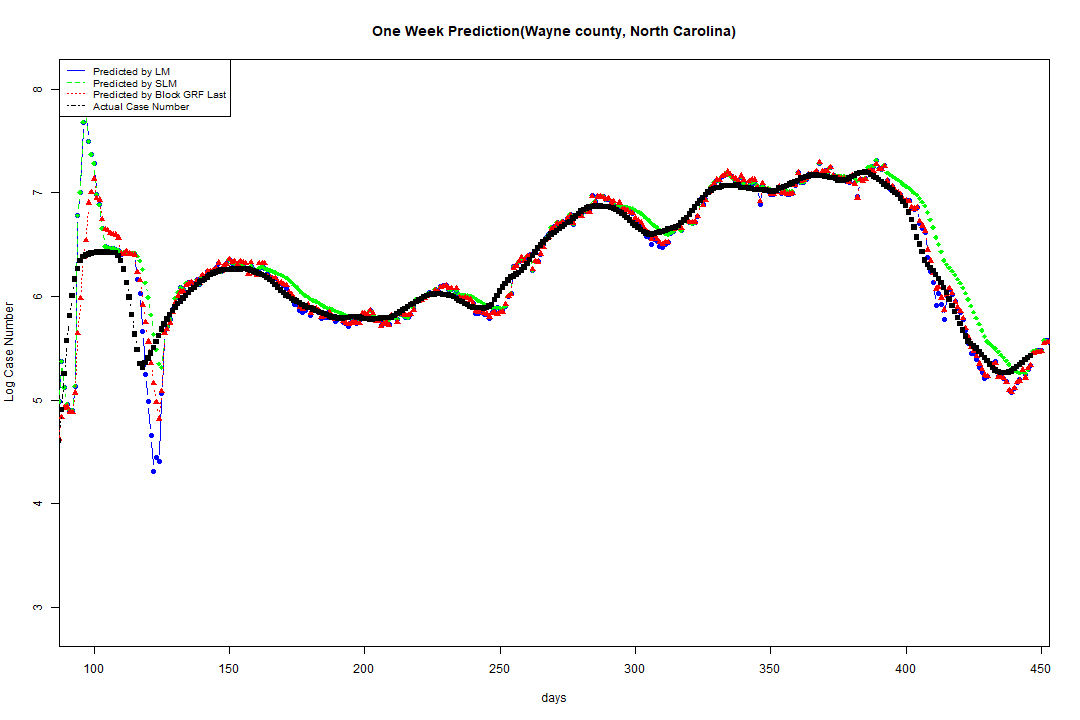 One Week Prediction(Wayne county, North Carolina)
Predicted by LM
Predicted by SLM
Predicted by Block GRF Last
Actual Case Number
8
7
6
5
4
3
Log Case Number
100 150 200 250 300 350 400 450
days